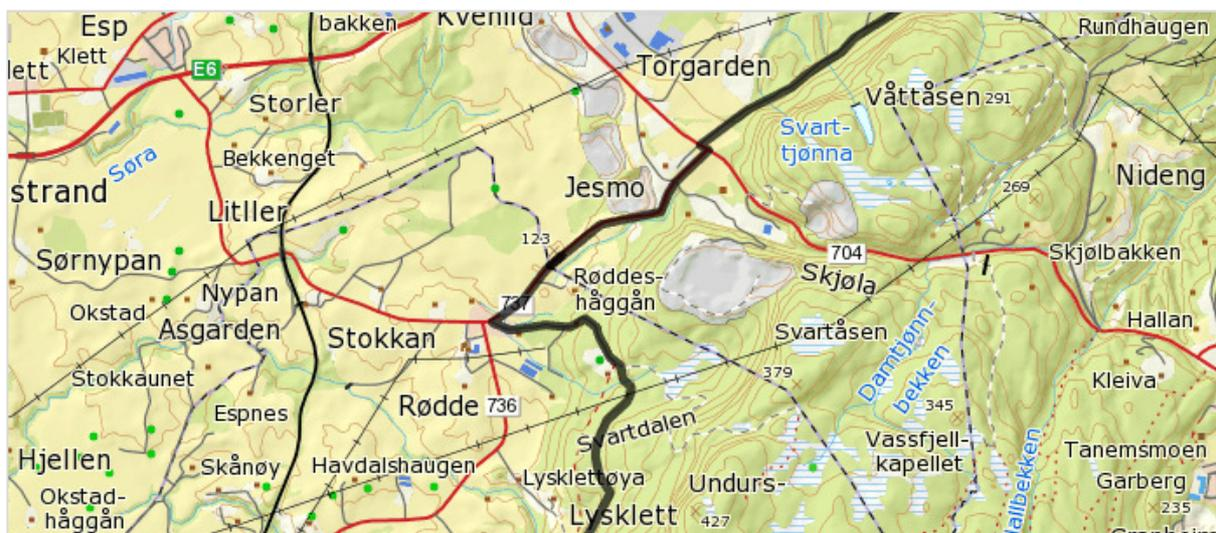 Esp
bakken
Kvenild
Rundhaugen
Klett
lett
E6
Torgarden
Våttåsen
291
Storler
Svart-
tjønna
Søra
Bekkenget
Nideng
strand
Jesmo
269
Litller
123
Skjølbakken
Sørnypan
704
Røddes-
håggån
Skjøla
Nypan
737
Okstad
Asgarden
Stokkan
Svartåsen
Hallan
Damtjønn-
bekken
Stokkaunet
379
Kleiva
Espnes
Rødde
736
345
Svartdalen
Vassfjell-
kapellet
Tanemsmoen
Hjellen
Skånøy
Havdalshaugen
Lysklettøya
Undurs-
Garberg
Okstad-
håggån
Lysklett
427
allbekken
235